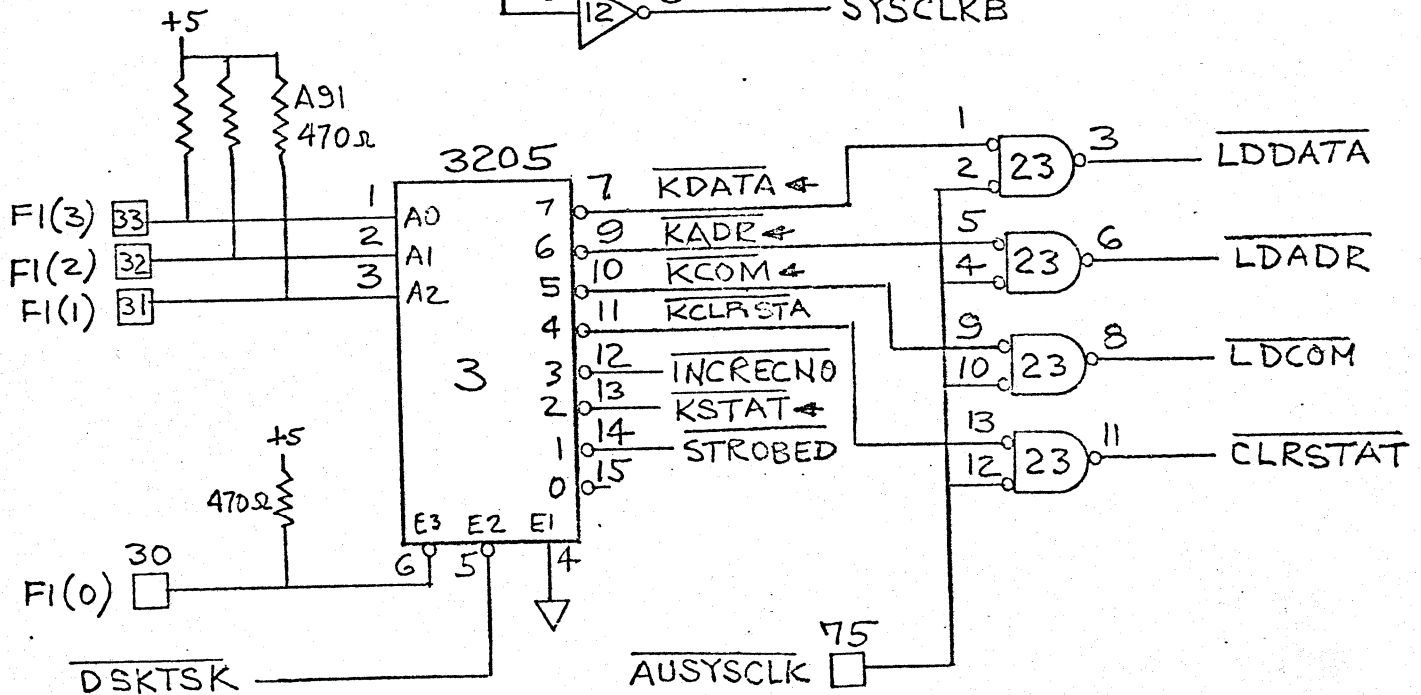 +5
12
SYSCLKB
A91
470Ω
3205
F1(3) 33
1
A0
F1(2) 32
2
A1
F1(1) 31
3
A2
3
7
7
KDATA
6
9
KADR
5
10
KCOM
4
11
KCLRSTA
3
12
INCRECNO
2
13
KSTAT
1
14
STROBED
0
15
1
2
23
3
LDDATA
5
4
23
6
LDADR
9
10
23
8
LDCOM
13
12
23
11
CLRSTAT
+5
470Ω
E3 E2 E1
6
5
4
30
F1(0)
DSKTSK
AUSYSCLK
75